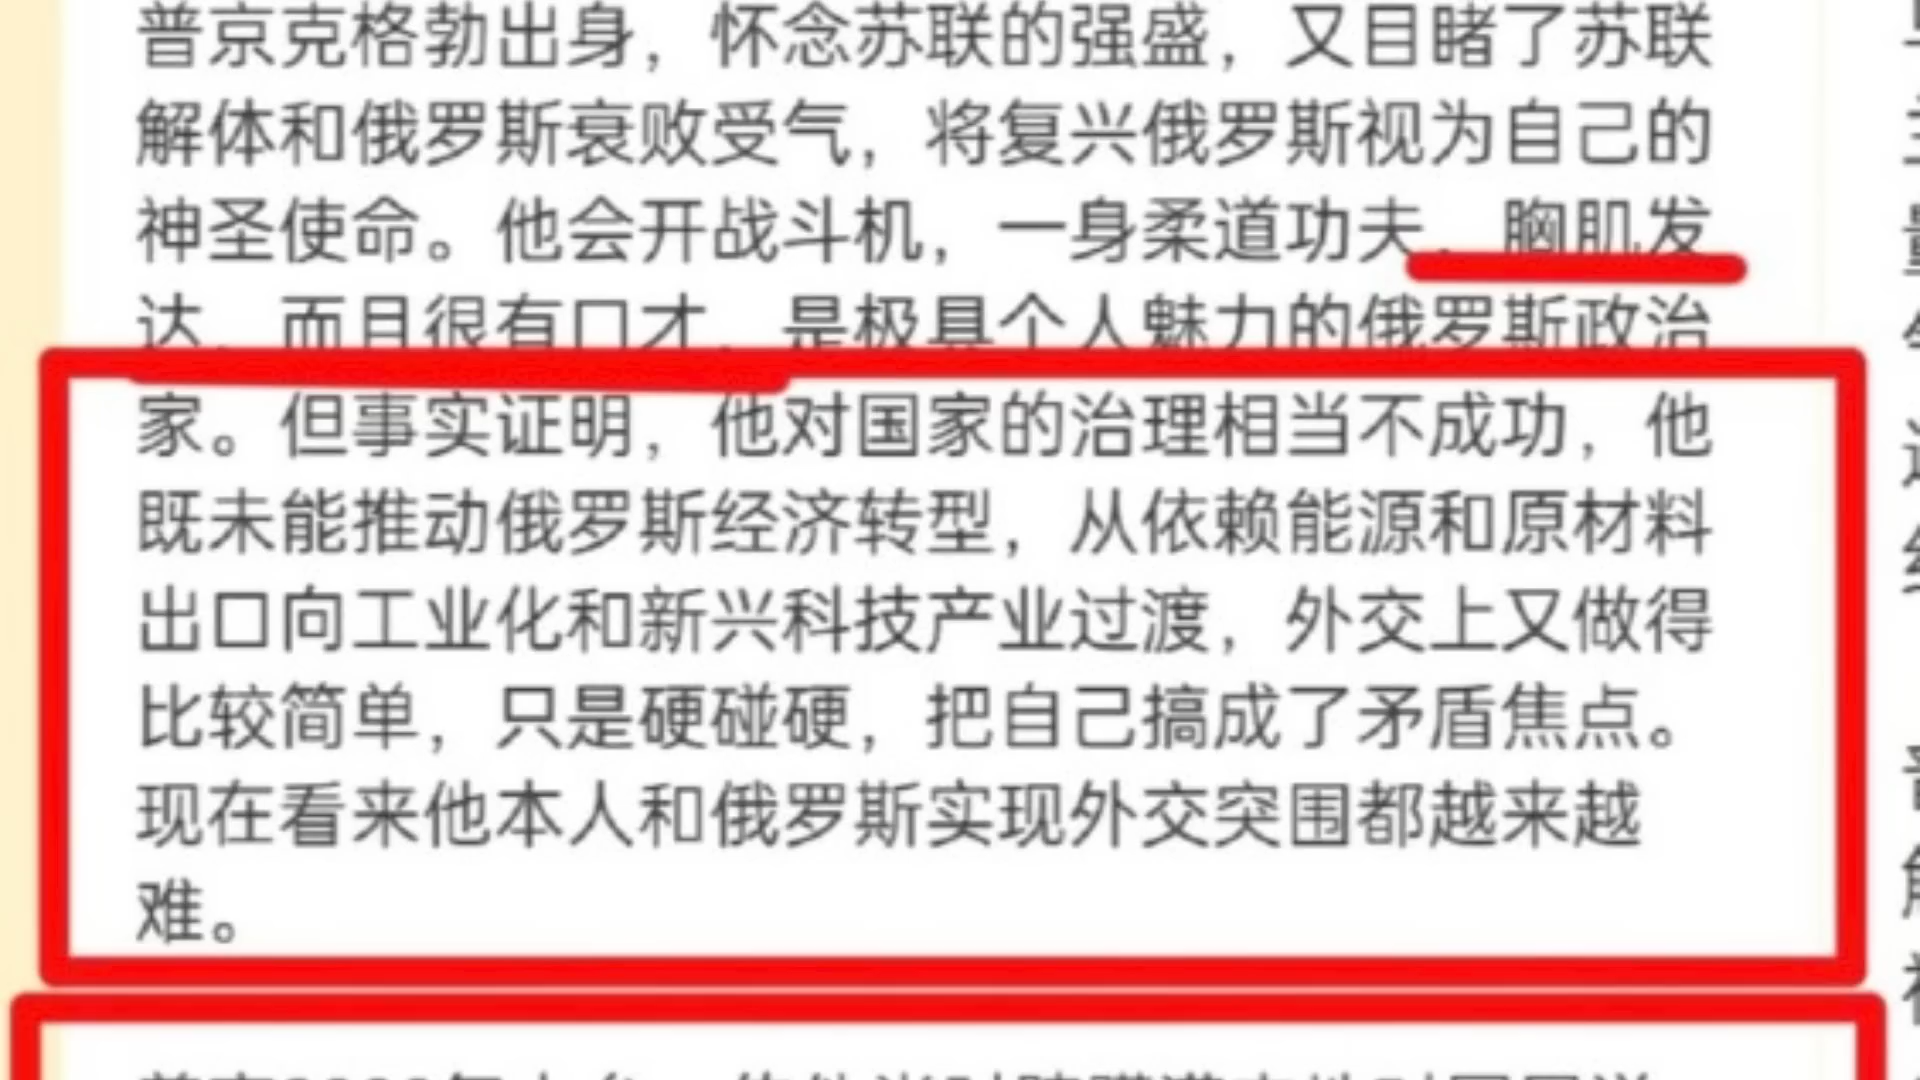 普京克格勃出身，怀念苏联的强盛，又目睹了苏联
解体和俄罗斯衰败受气，将复兴俄罗斯视为自己的
神圣使命。他会开战斗机，一身柔道功夫，胸肌发
达，而且很有口才，是极具个人魅力的俄罗斯政治
家。但事实证明，他对国家的治理相当不成功，他
既未能推动俄罗斯经济转型，从依赖能源和原材料
出口向工业化和新兴科技产业过渡，外交上又做得
比较简单，只是硬碰硬，把自己搞成了矛盾焦点。
现在看来他本人和俄罗斯实现外交突围都越来越
难。